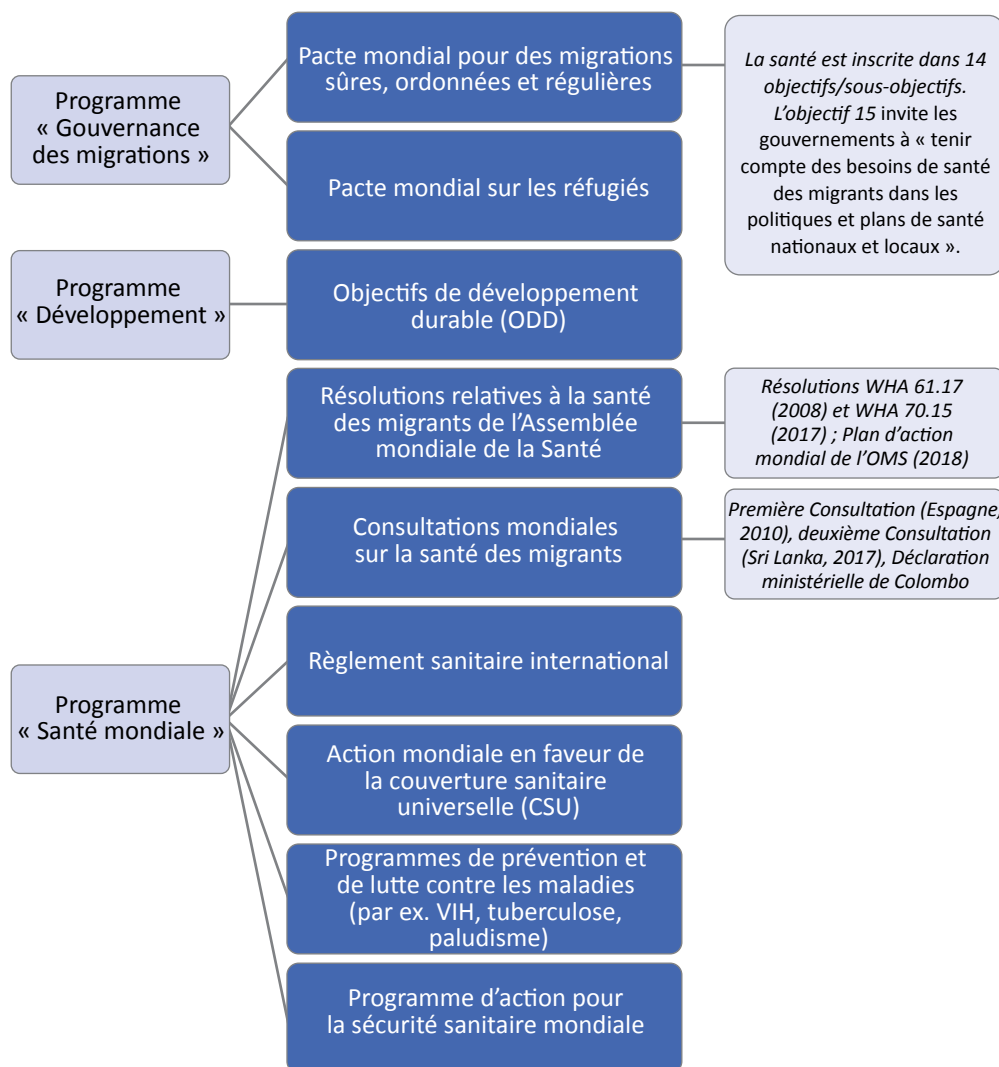 Programme
« Gouvernance
des migrations »
Pacte mondial pour des migrations
sûres, ordonnées et régulières
La santé est inscrite dans 14
objectifs/sous-objectifs.
L’objectif 15 invite les
gouvernements à « tenir
compte des besoins de santé
des migrants dans les
politiques et plans de santé
nationaux et locaux ».
Pacte mondial sur les réfugiés
Programme
« Développement »
Objectifs de développement
durable (ODD)
Programme
« Santé mondiale »
Résolutions relatives à la santé
des migrants de l’Assemblée
mondiale de la Santé
Résolutions WHA 61.17
(2008) et WHA 70.15
(2017) ; Plan d’action
mondial de l’OMS (2018)
Consultations mondiales
sur la santé des migrants
Première Consultation (Espagne,
2010), deuxième Consultation
(Sri Lanka, 2017), Déclaration
ministérielle de Colombo
Règlement sanitaire international
Action mondiale en faveur de
la couverture sanitaire
universelle (CSU)
Programmes de prévention et
de lutte contre les maladies
(par ex. VIH, tuberculose,
paludisme)
Programme d’action pour
la sécurité sanitaire mondiale